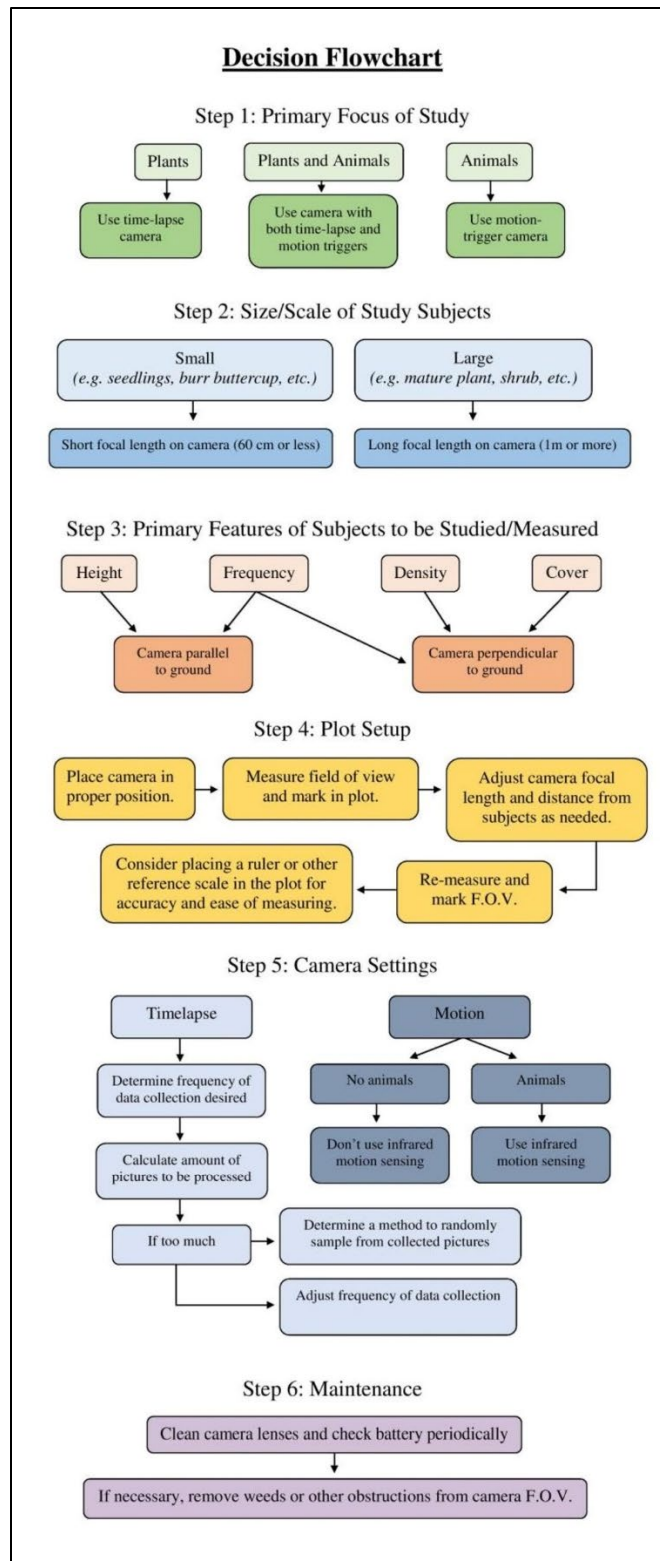 Decision Flowchart
Step 1: Primary Focus of Study
Plants
Plants and Animals
Animals
Use time-lapse
camera
Use camera with
both time-lapse and
motion triggers
Use motion-
trigger camera
Step 2: Size/Scale of Study Subjects
Small
(e.g. seedlings, burr buttercup, etc.)
Large
(e.g. mature plant, shrub, etc.)
Short focal length on camera (60 cm or less)
Long focal length on camera (1m or more)
Step 3: Primary Features of Subjects to be Studied/Measured
Height
Frequency
Density
Cover
Camera parallel
to ground
Camera perpendicular
to ground
Step 4: Plot Setup
Place camera in
proper position.
Measure field of view
and mark in plot.
Adjust camera focal
length and distance from
subjects as needed.
Re-measure and
mark F.O.V.
Consider placing a ruler or other
reference scale in the plot for
accuracy and ease of measuring.
Step 5: Camera Settings
Timelapse
Determine frequency of
data collection desired
Calculate amount of
pictures to be processed
If too much
Determine a method to randomly
sample from collected pictures
Adjust frequency of data collection
Motion
No animals
Animals
Don't use infrared
motion sensing
Use infrared
motion sensing
Step 6: Maintenance
Clean camera lenses and check battery periodically
If necessary, remove weeds or other obstructions from camera F.O.V.